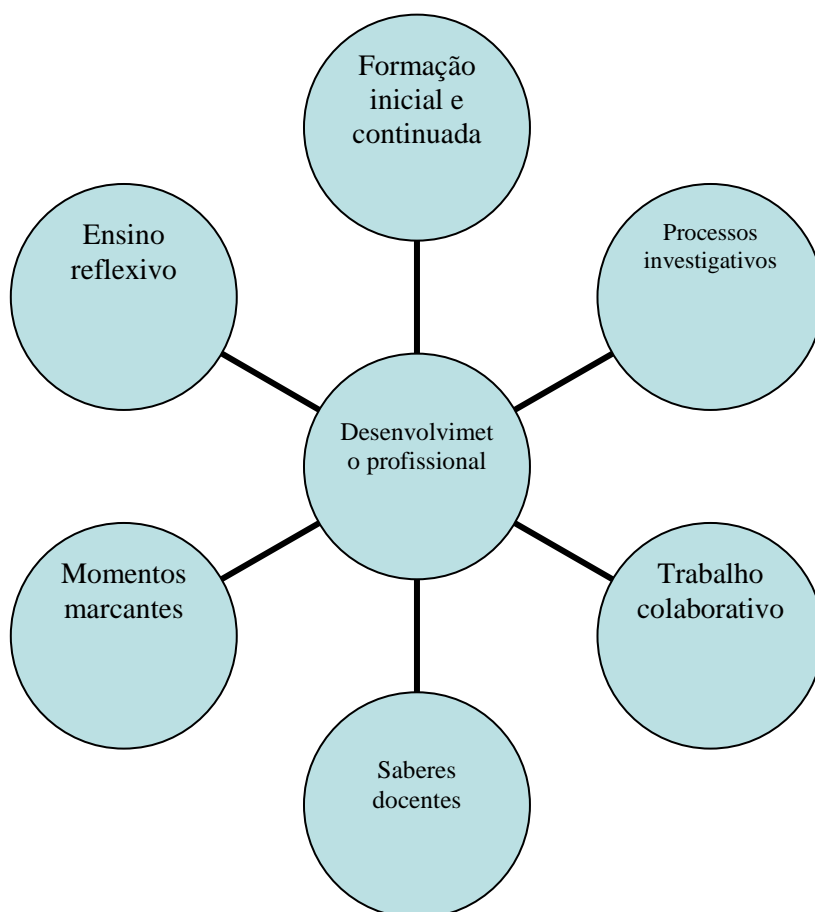 Formação
inicial e
continuada
Ensino
reflexivo
Processos
investigativos
Desenvolvimet
o profissional
Momentos
marcantes
Trabalho
colaborativo
Saberes
docentes